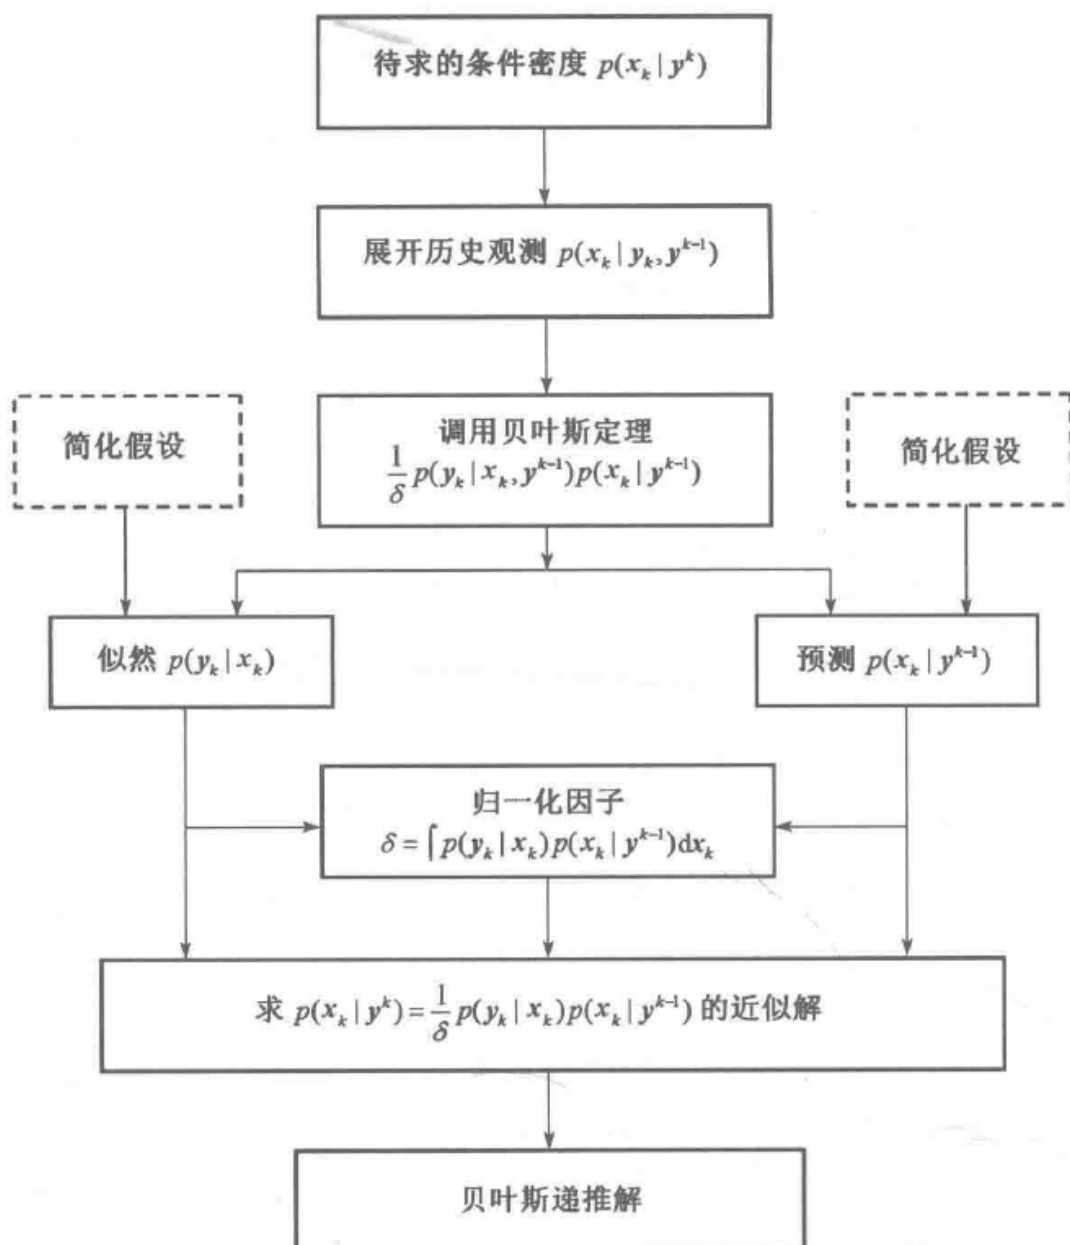 待求的条件密度 p(x_k | y^k)
展开历史观测 p(x_k | y_k, y^{k-1})
调用贝叶斯定理
\frac{1}{δ} p(y_k | x_k, y^{k-1}) p(x_k | y^{k-1})
简化假设
简化假设
似然 p(y_k | x_k)
预测 p(x_k | y^{k-1})
归一化因子
δ = ∫ p(y_k | x_k) p(x_k | y^{k-1}) dx_k
求 p(x_k | y^k) = \frac{1}{δ} p(y_k | x_k) p(x_k | y^{k-1}) 的近似解
贝叶斯递推解